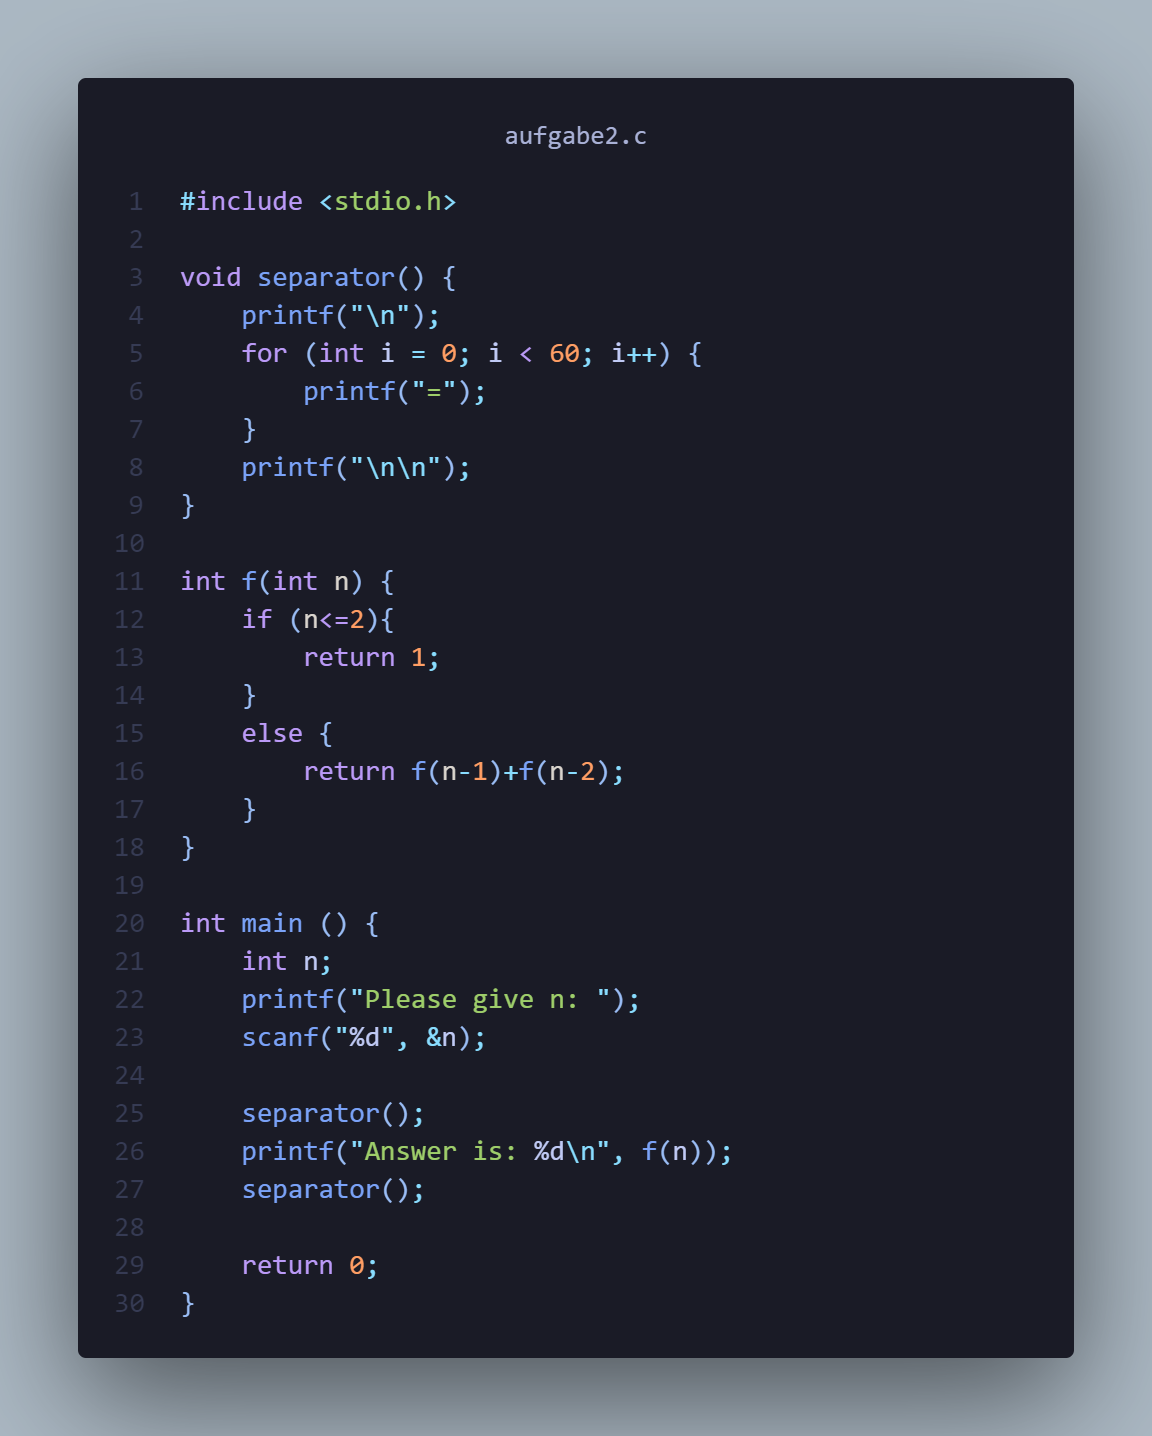 aufgabe2.c
1 #include <stdio.h>
2
3 void separator() {
4     printf("\n");
5     for (int i = 0; i < 60; i++) {
6         printf("=");
7     }
8     printf("\n\n");
9 }
10
11 int f(int n) {
12     if (n<=2){
13         return 1;
14     }
15     else {
16         return f(n-1)+f(n-2);
17     }
18 }
19
20 int main () {
21     int n;
22     printf("Please give n: ");
23     scanf("%d", &n);
24
25     separator();
26     printf("Answer is: %d\n", f(n));
27     separator();
28
29     return 0;
30 }